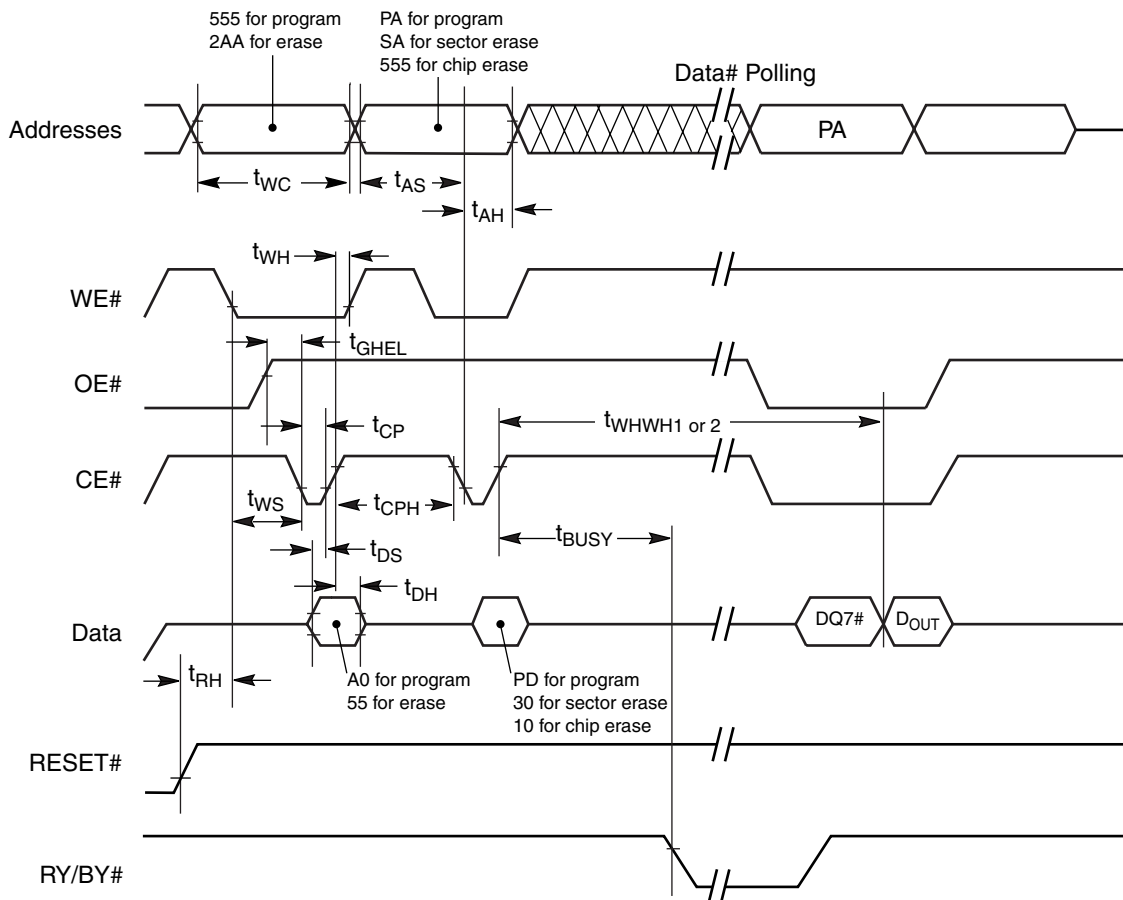 555 for program
2AA for erase
PA for program
SA for sector erase
555 for chip erase
Data# Polling
Addresses
PA
tWC
tAS
tAH
tWH
WE#
tGHEL
OE#
tWHWH1 or 2
tCP
CE#
tWS
tCPH
tBUSY
tDS
tDH
Data
DQ7#
DOUT
tRH
A0 for program
55 for erase
PD for program
30 for sector erase
10 for chip erase
RESET#
RY/BY#